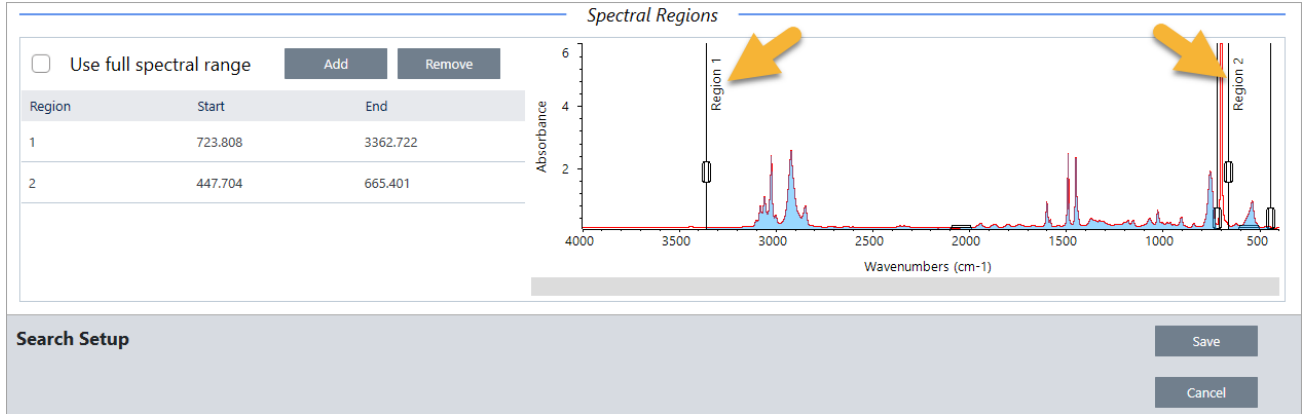 Spectral Regions
Use full spectral range
Add
Remove
Region Start End
1 723.808 3362.722
2 447.704 665.401
6
4
2
Absorbance
Region 1
Region 2
4000 3500 3000 2500 2000 1500 1000 500
Wavenumbers (cm-1)
Search Setup
Save
Cancel